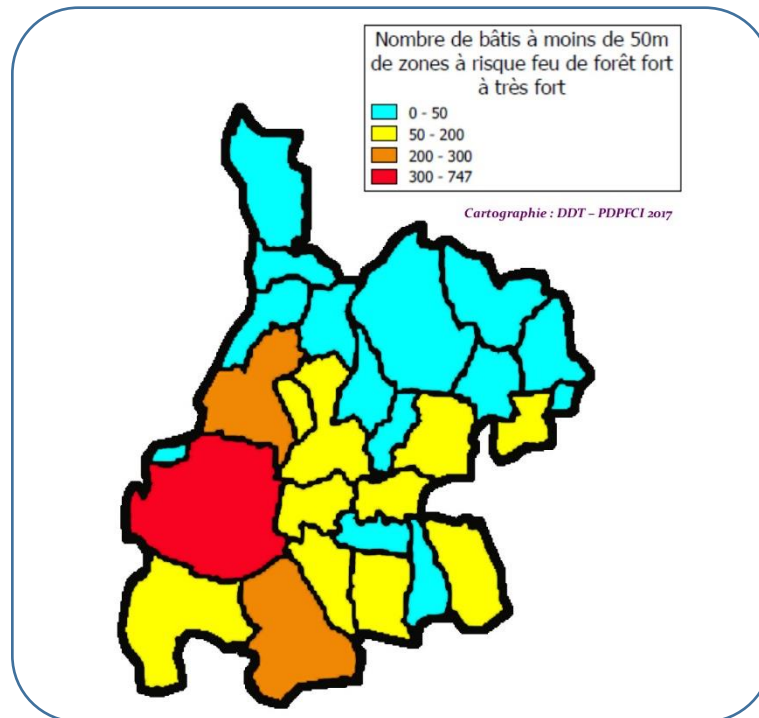 Nombre de bâtis à moins de 50m
de zones à risque feu de forêt fort
à très fort
0 - 50
50 - 200
200 - 300
300 - 747
Cartographie : DDT – PDPFCI 2017